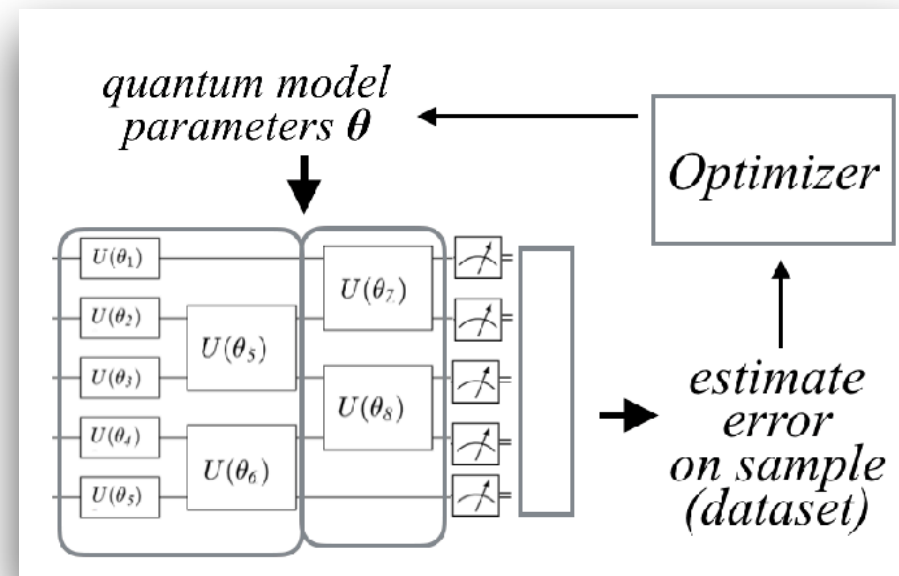 quantum model
parameters θ
Optimizer
U(θ₁)
U(θ₂)
U(θ₃)
U(θ₄)
U(θ₅)
U(θ₅)
U(θ₆)
U(θ₇)
U(θ₈)
estimate
error
on sample
(dataset)